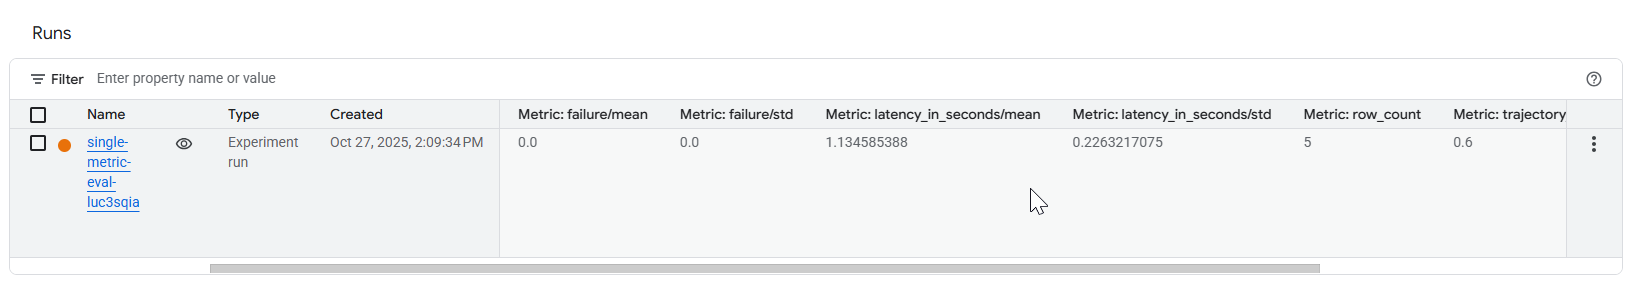 Runs
Filter Enter property name or value
Name Type Created Metric: failure/mean Metric: failure/std Metric: latency_in_seconds/mean Metric: latency_in_seconds/std Metric: row_count Metric: trajectory
single- Experiment Oct 27, 2025, 2:09:34 PM 0.0 0.0 1.134585388 0.2263217075 5 0.6
metric- run
eval-
luc3sqia